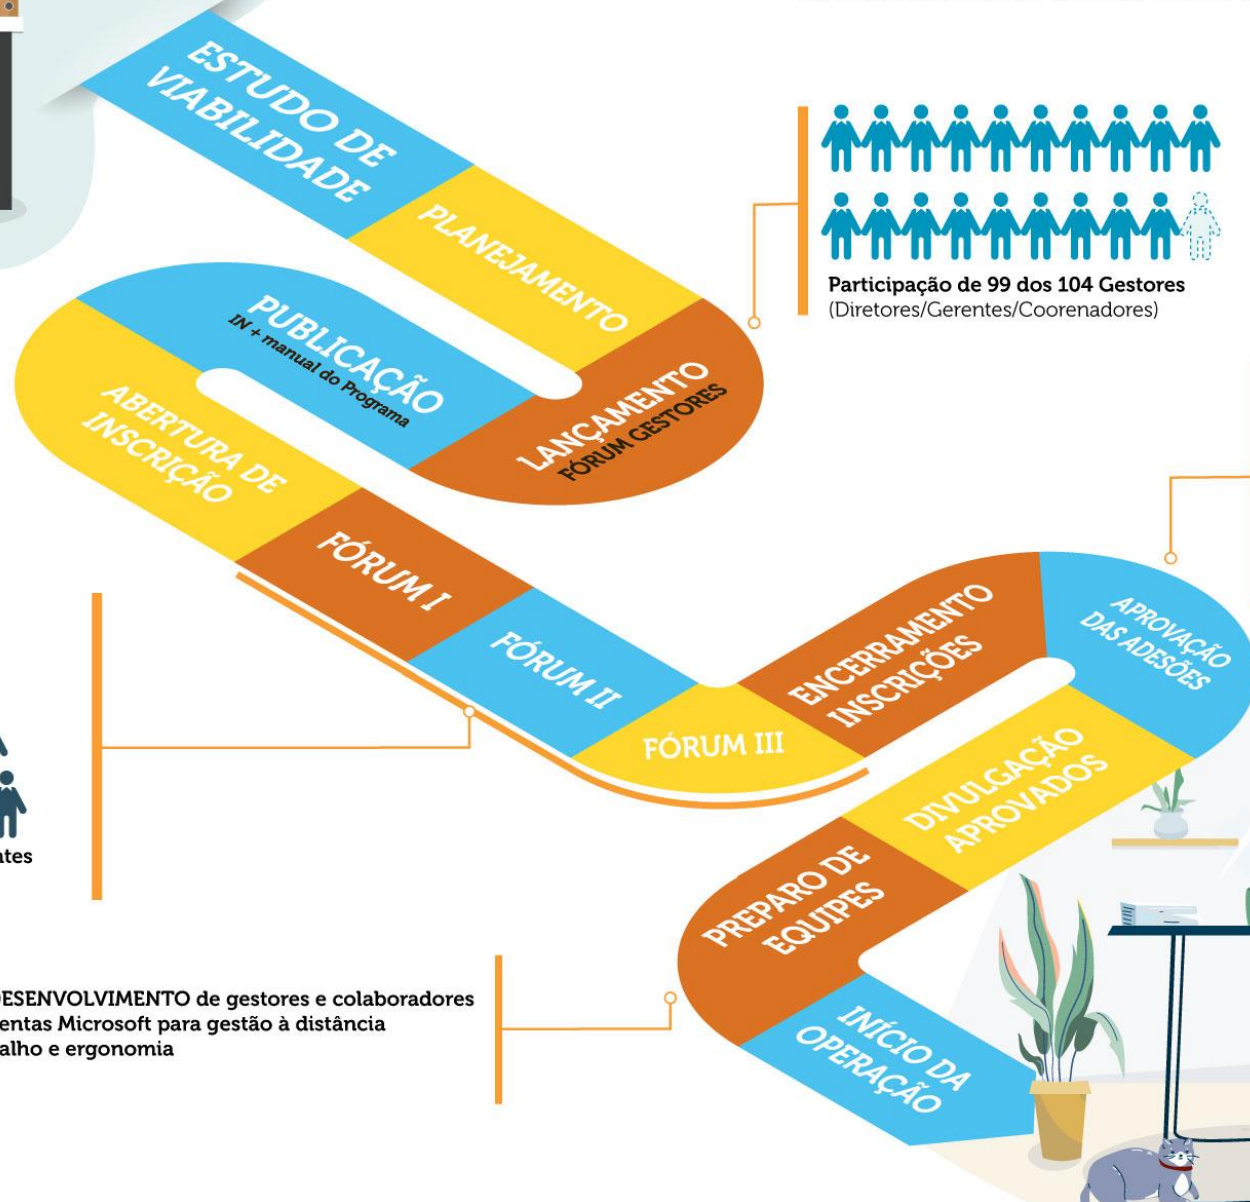 ESTUDO DE
VIABILIDADE
PLANEJAMENTO
LANÇAMENTO
FÓRUM GESTORES
Participação de 99 dos 104 Gestores
(Diretores/Gerentes/Coorenadores)
PUBLICAÇÃO
IN + manual do Programa
ABERTURA DE
INSCRIÇÃO
FÓRUM I
FÓRUM II
FÓRUM III
ENCERRAMENTO
INSCRIÇÕES
APROVAÇÃO
DAS ADESÕES
DIVULGAÇÃO
APROVADOS
PREPARO DE
EQUIPES
INÍCIO DA
OPERAÇÃO
ntes
DESENVOLVIMENTO de gestores e colaboradores
entas Microsoft para gestão à distância
alho e ergonomia